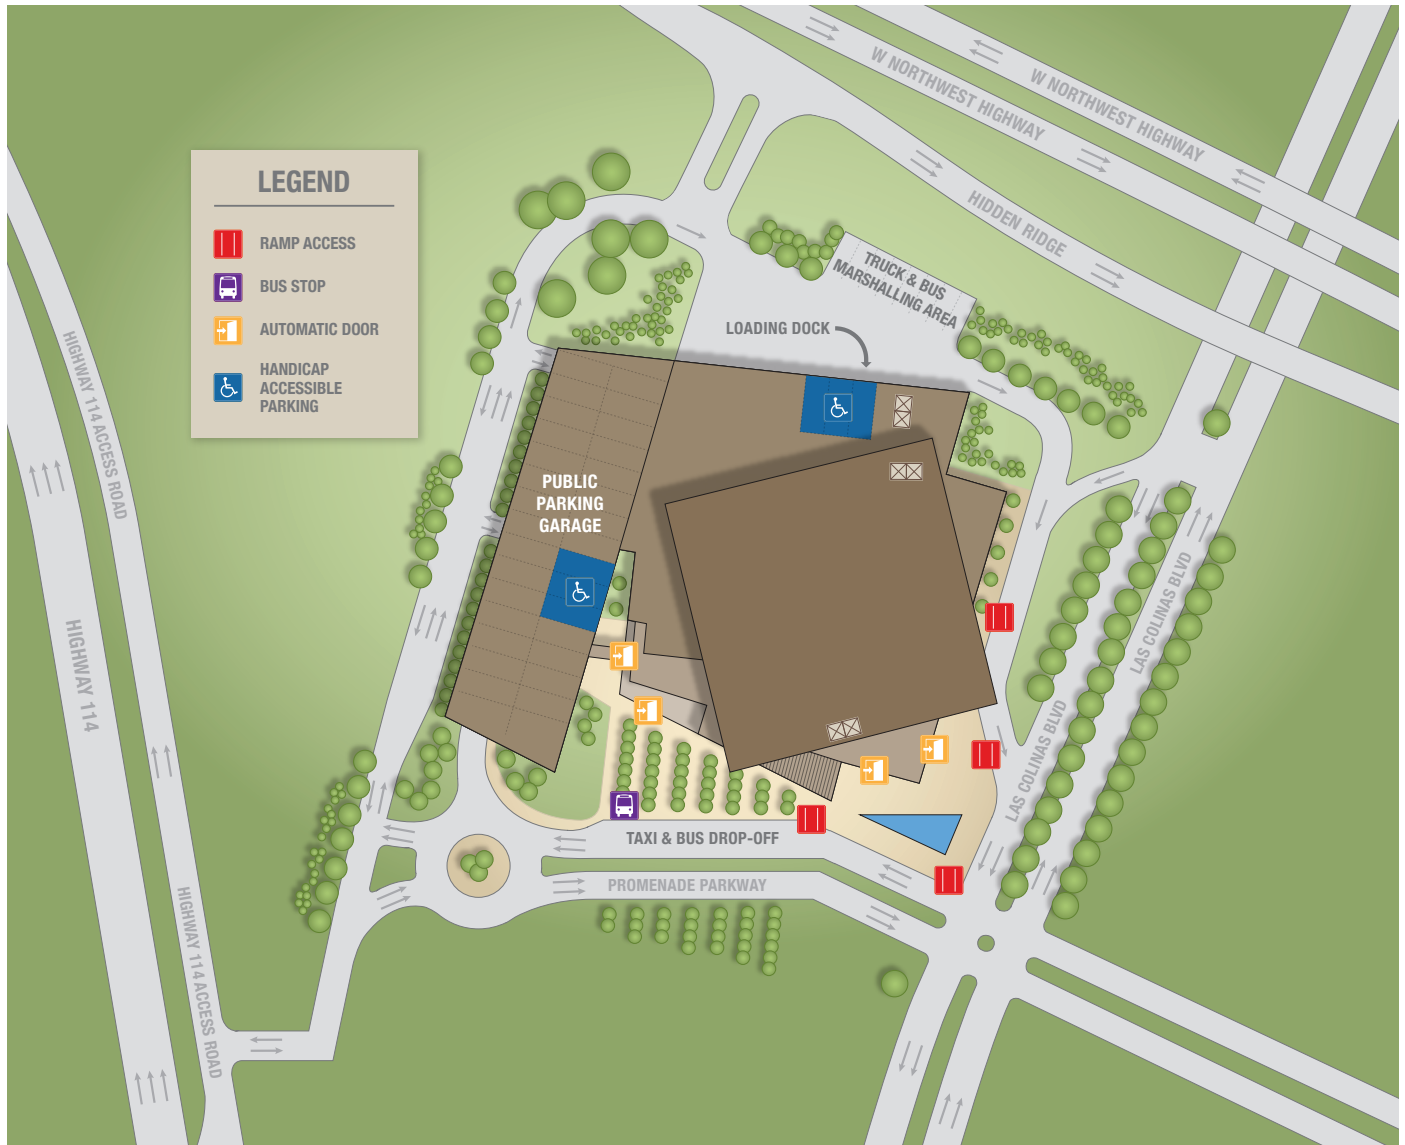 W NORTHWEST HIGHWAY
W NORTHWEST HIGHWAY
LEGEND
RAMP ACCESS
BUS STOP
AUTOMATIC DOOR
HANDICAP
ACCESSIBLE
PARKING
HIDDEN RIDGE
TRUCK & BUS
MARSHALLING AREA
LOADING DOCK
HIGHWAY 114 ACCESS ROAD
PUBLIC
PARKING
GARAGE
HIGHWAY 114
LAS COLINAS BLVD
LAS COLINAS BLVD
TAXI & BUS DROP-OFF
PROMENADE PARKWAY
HIGHWAY 114 ACCESS ROAD